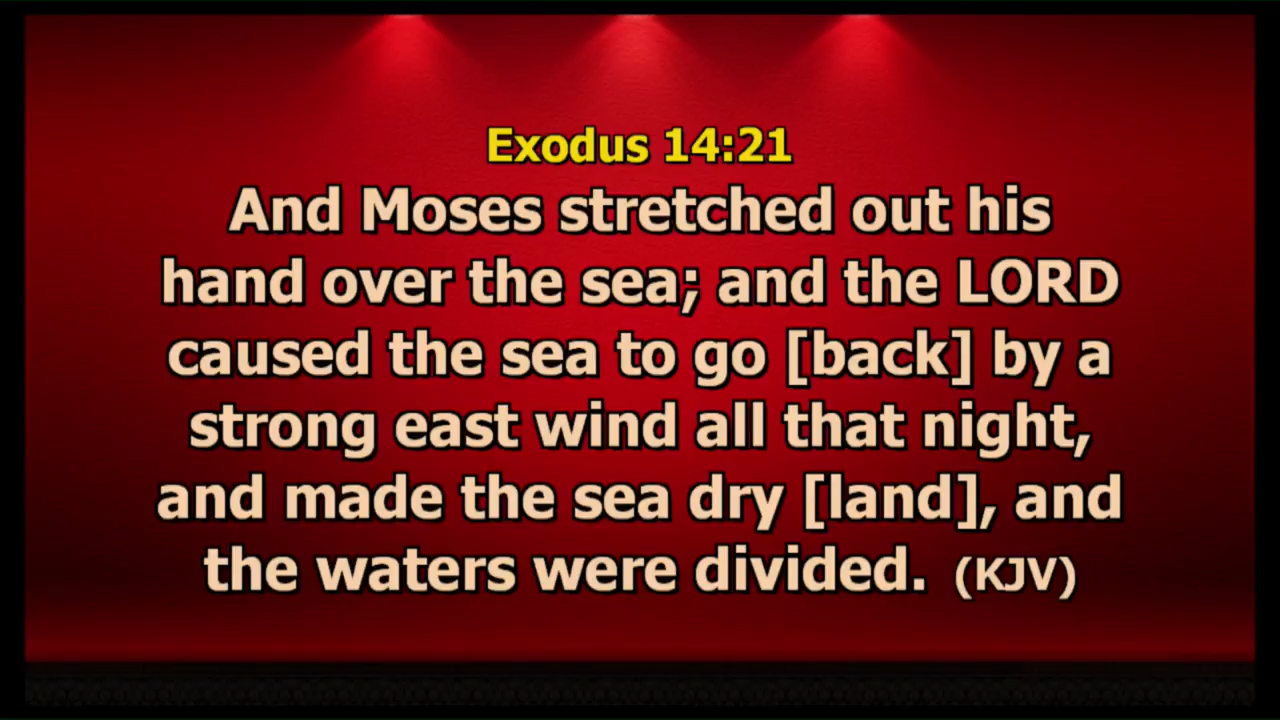 Exodus 14:21
And Moses stretched out his
hand over the sea; and the LORD
caused the sea to go [back] by a
strong east wind all that night,
and made the sea dry [land], and
the waters were divided. (KJV)